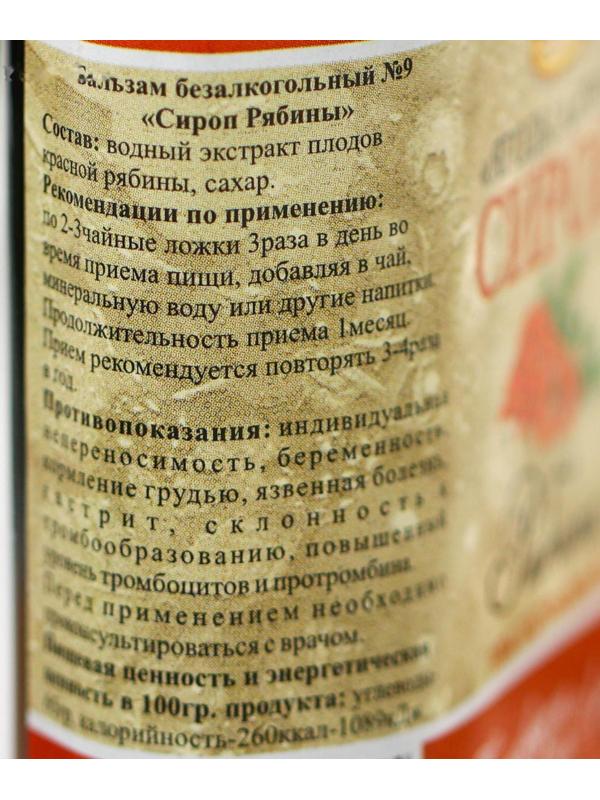 Бальзам безалкогольный №9
«Сироп Рябины»
Состав: водный экстракт плодов
красной рябины, сахар.
Рекомендации по применению:
по 2-3чайные ложки 3раза в день во
время приема пищи, добавляя в чай,
минеральную воду или другие напитки.
Продолжительность приема 1месяц.
Прием рекомендуется повторять 3-4раза
в год.
Противопоказания: индивидуальная
непереносимость, беременность,
кормление грудью, язвенная болезнь,
гастрит, склонность к
тромбообразованию, повышенный
уровень тромбоцитов и протромбина.
Перед применением необходимо
проконсультироваться с врачом.
Пищевая ценность и энергетическая
ценность в 100гр. продукта: углеводы
калорийность-260ккал-1089кДж
СИРОП